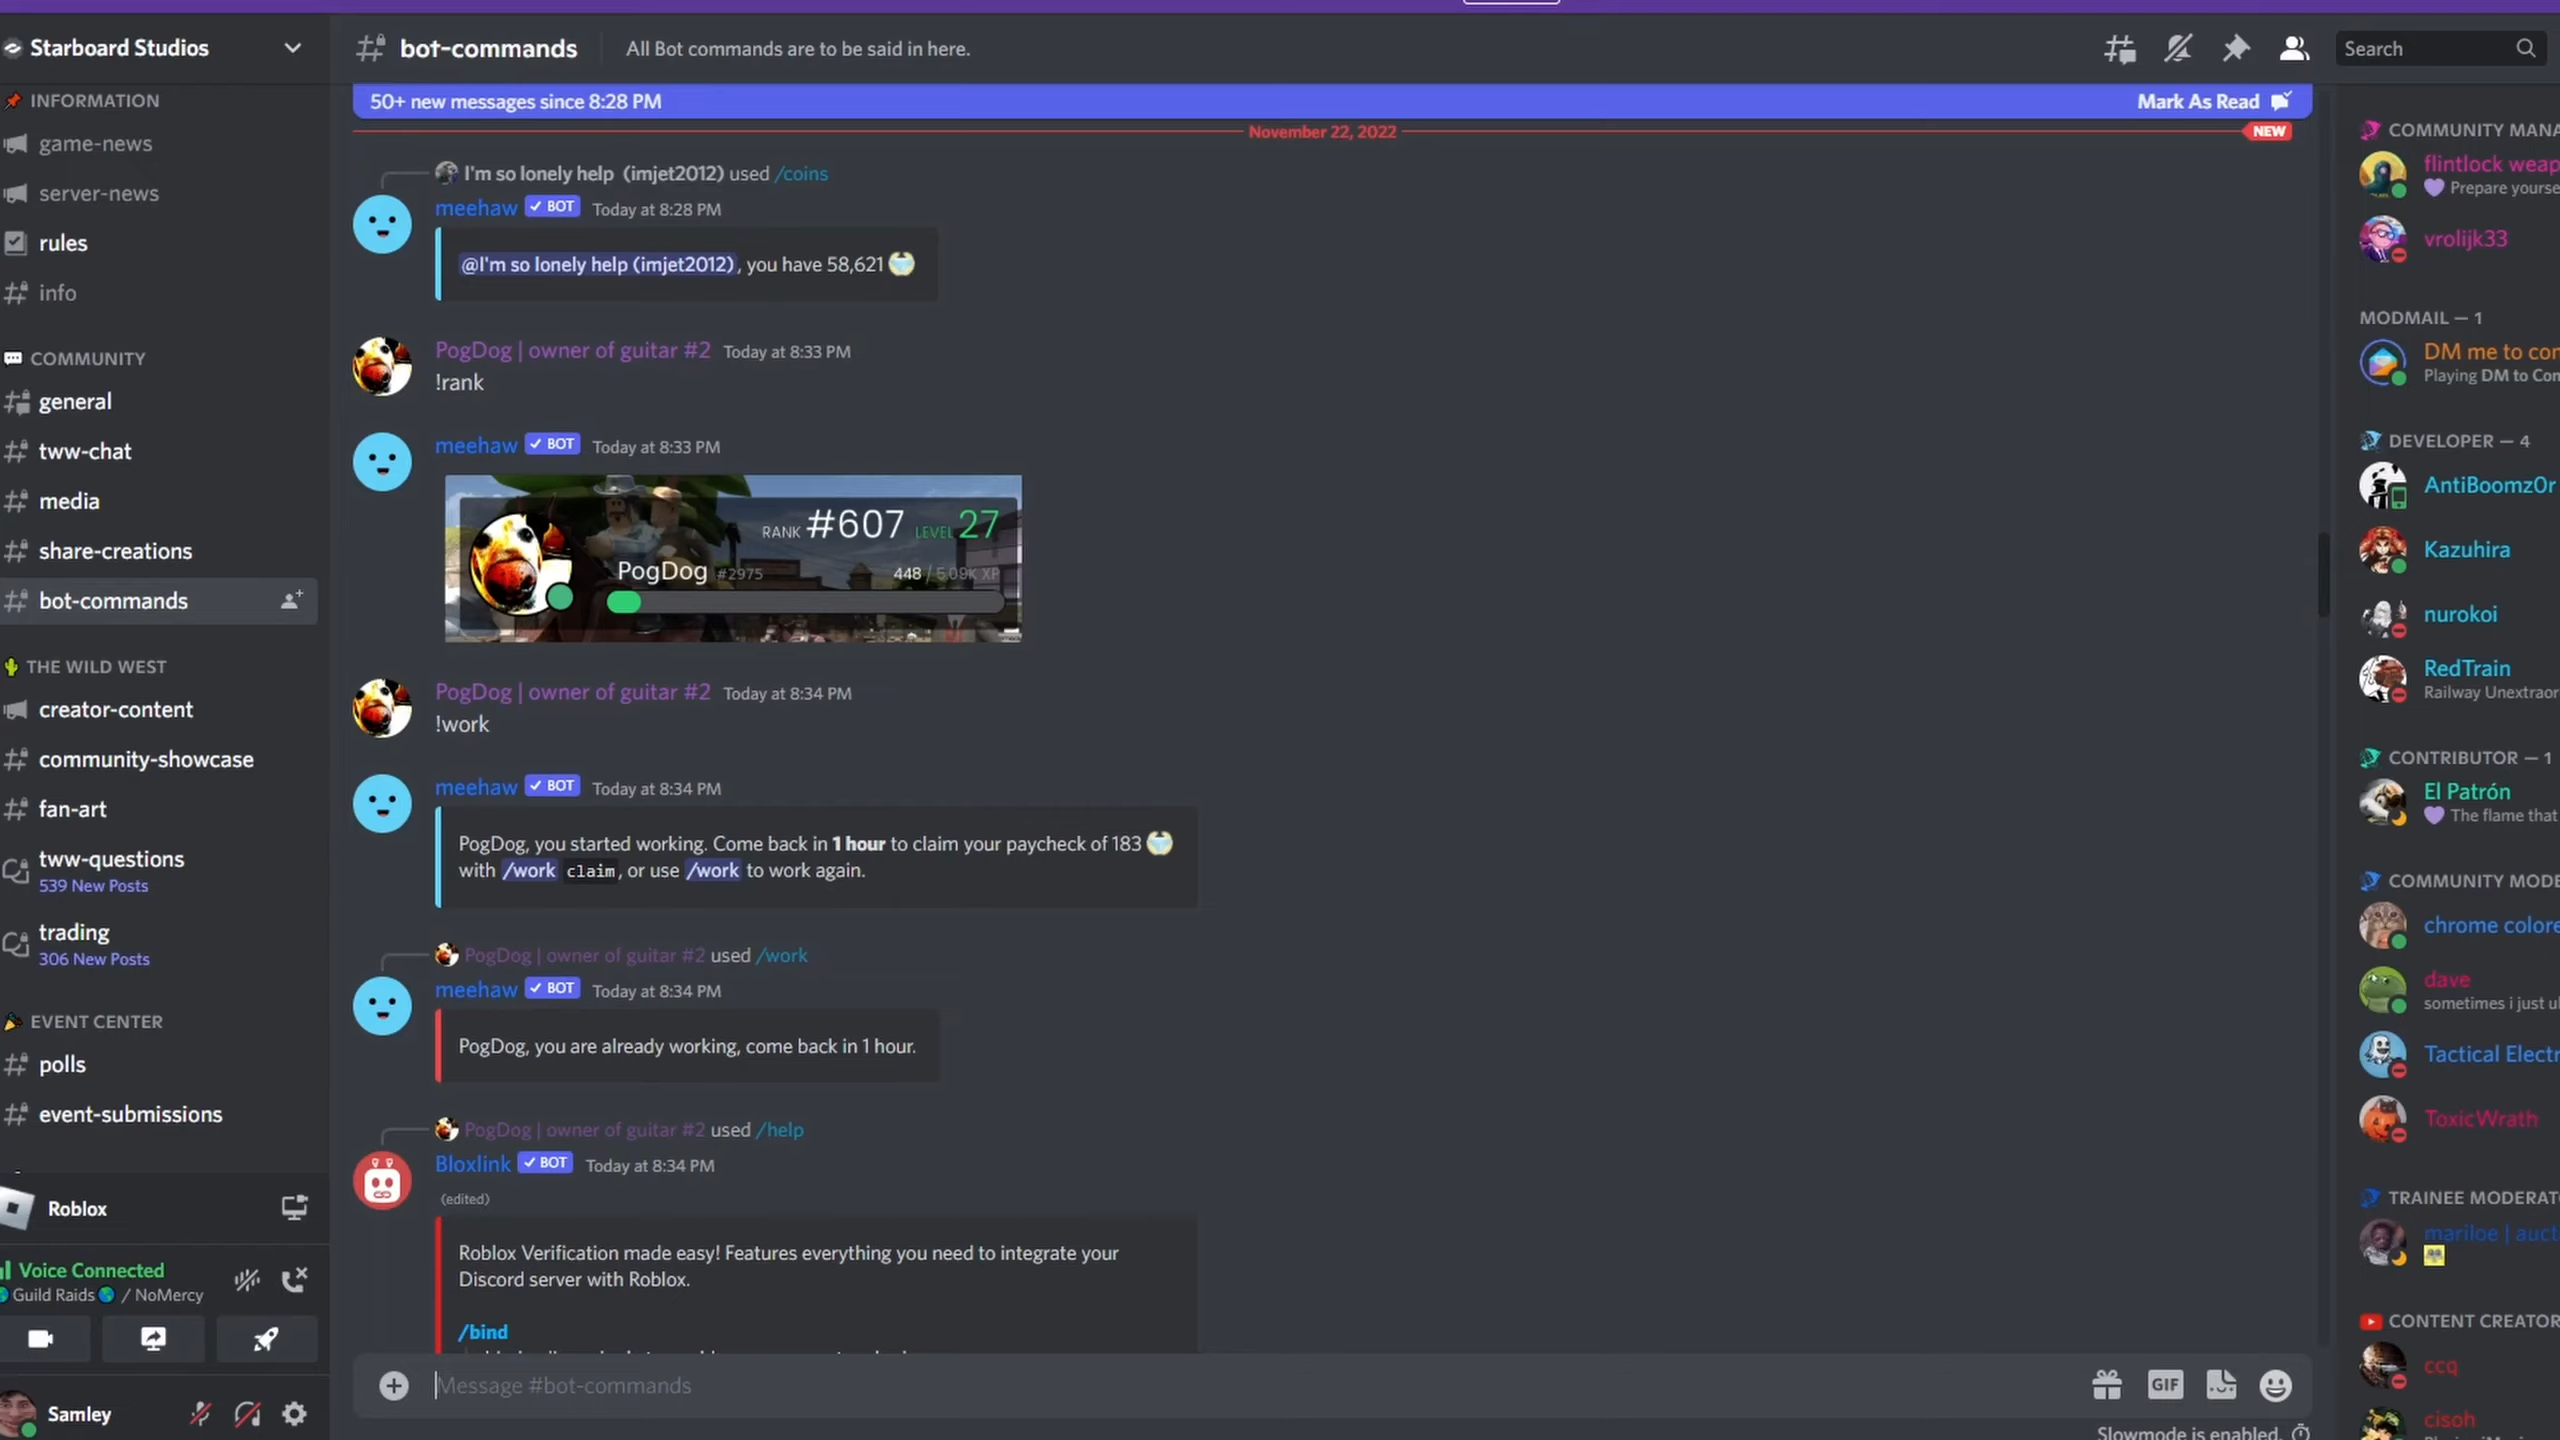 Starboard Studios
INFORMATION
game-news
server-news
rules
info
COMMUNITY
general
tww-chat
media
share-creations
bot-commands
THE WILD WEST
creator-content
community-showcase
fan-art
tww-questions
539 New Posts
trading
306 New Posts
EVENT CENTER
polls
event-submissions
Roblox
Voice Connected
Guild Raids / NoMercy
Samley
bot-commands
All Bot commands are to be said in here.
50+ new messages since 8:28 PM
Mark As Read
November 22, 2022
NEW
I'm so lonely help (imjet2012) used /coins
meehaw BOT Today at 8:28 PM
@I'm so lonely help (imjet2012), you have 58,621
PogDog | owner of guitar #2 Today at 8:33 PM
!rank
meehaw BOT Today at 8:33 PM
RANK #607 LEVEL 27
PogDog #2975 448 / 5.09K XP
PogDog | owner of guitar #2 Today at 8:34 PM
!work
meehaw BOT Today at 8:34 PM
PogDog, you started working. Come back in 1 hour to claim your paycheck of 183
with /work claim, or use /work to work again.
PogDog | owner of guitar #2 used /work
meehaw BOT Today at 8:34 PM
PogDog, you are already working, come back in 1 hour.
PogDog | owner of guitar #2 used /help
Bloxlink BOT Today at 8:34 PM
(edited)
Roblox Verification made easy! Features everything you need to integrate your
Discord server with Roblox.
/bind
Message #bot-commands
GIF
Slowmode is enabled.
Search
COMMUNITY MANA
flintlock weap
Prepare yourse
vrolijk33
MODMAIL — 1
DM me to con
Playing DM to Con
DEVELOPER — 4
AntiBoomz0r
Kazuhira
nurokoi
RedTrain
Railway Unextraor
CONTRIBUTOR — 1
El Patrón
The flame that
COMMUNITY MODE
chrome colore
dave
sometimes i just ul
Tactical Electr
ToxicWrath
TRAINEE MODERAT
mariloe | auct
CONTENT CREATOR
ccq
cisoh